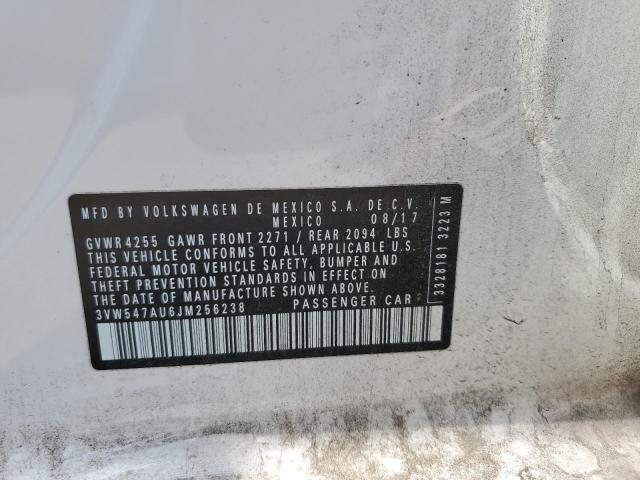 MFD BY VOLKSWAGEN DE MEXICO S.A. DE C.V.
MEXICO 08/17
GVWR 4255 GAWR FRONT 2271 / REAR 2094 LBS
THIS VEHICLE CONFORMS TO ALL APPLICABLE U.S.
FEDERAL MOTOR VEHICLE SAFETY, BUMPER AND
THEFT PREVENTION STANDARDS IN EFFECT ON
THE DATE OF MANUFACTURE SHOWN ABOVE.
3VW547AU6JM256238 PASSENGER CAR
3328181 3223 M